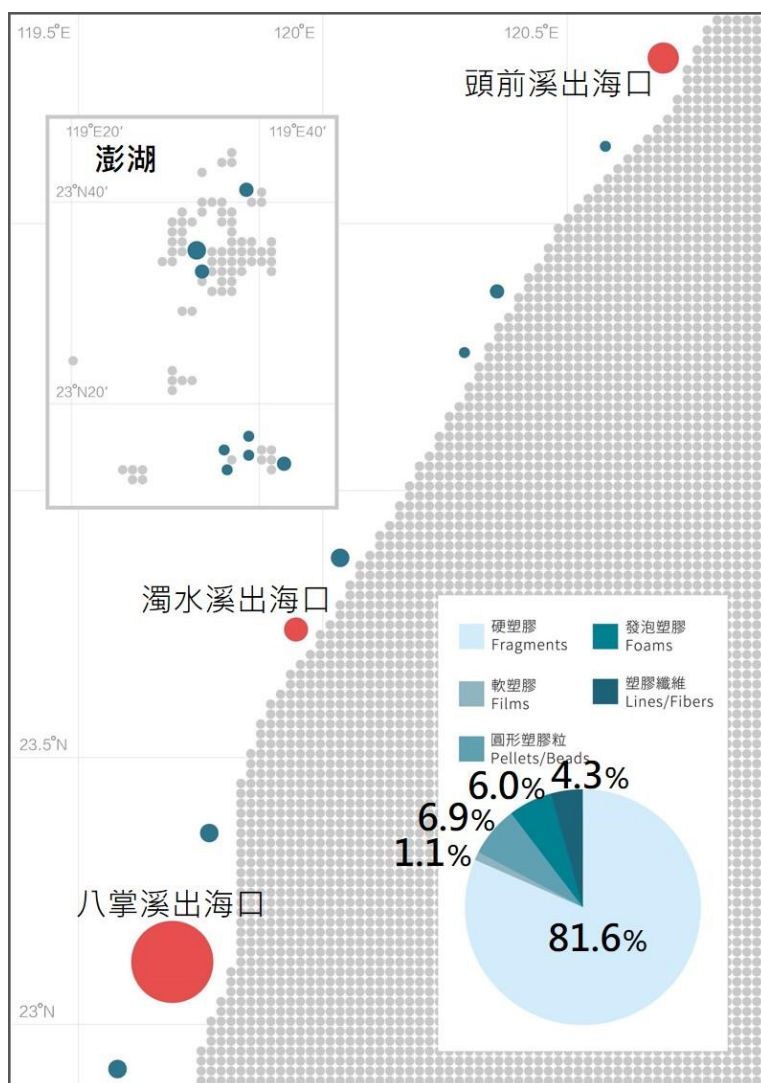 119.5°E
120°E
120.5°E
頭前溪出海口
119°E20'
119°E40'
澎湖
23°N40'
23°N20'
濁水溪出海口
硬塑膠
Fragments
發泡塑膠
Foams
軟塑膠
Films
塑膠纖維
Lines/Fibers
圓形塑膠粒
Pellets/Beads
23.5°N
6.0%
4.3%
6.9%
1.1%
八掌溪出海口
81.6%
23°N